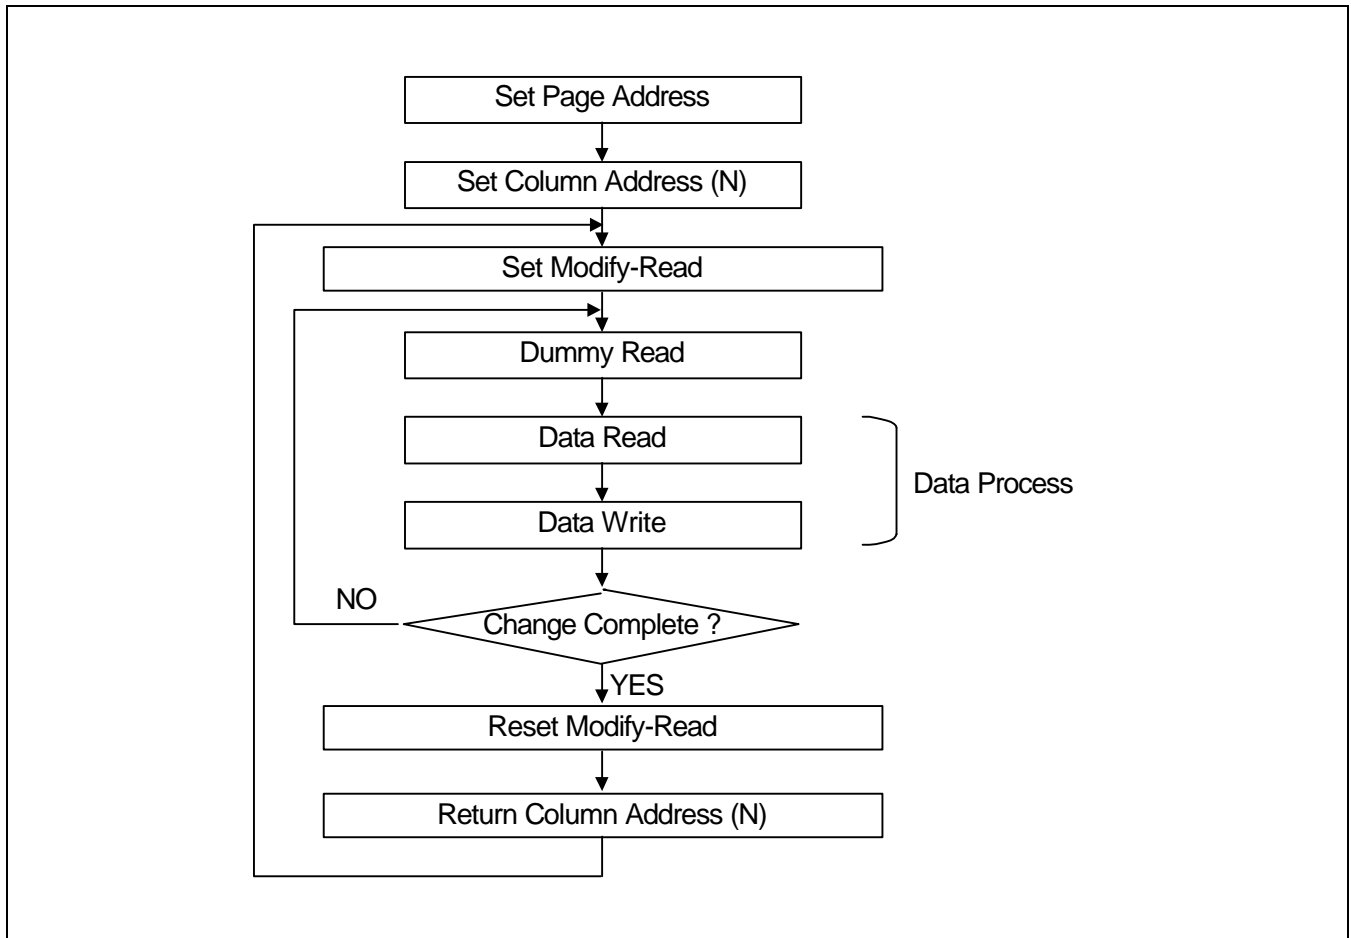 Set Page Address
Set Column Address (N)
Set Modify-Read
Dummy Read
Data Read
Data Process
Data Write
NO
Change Complete ?
YES
Reset Modify-Read
Return Column Address (N)